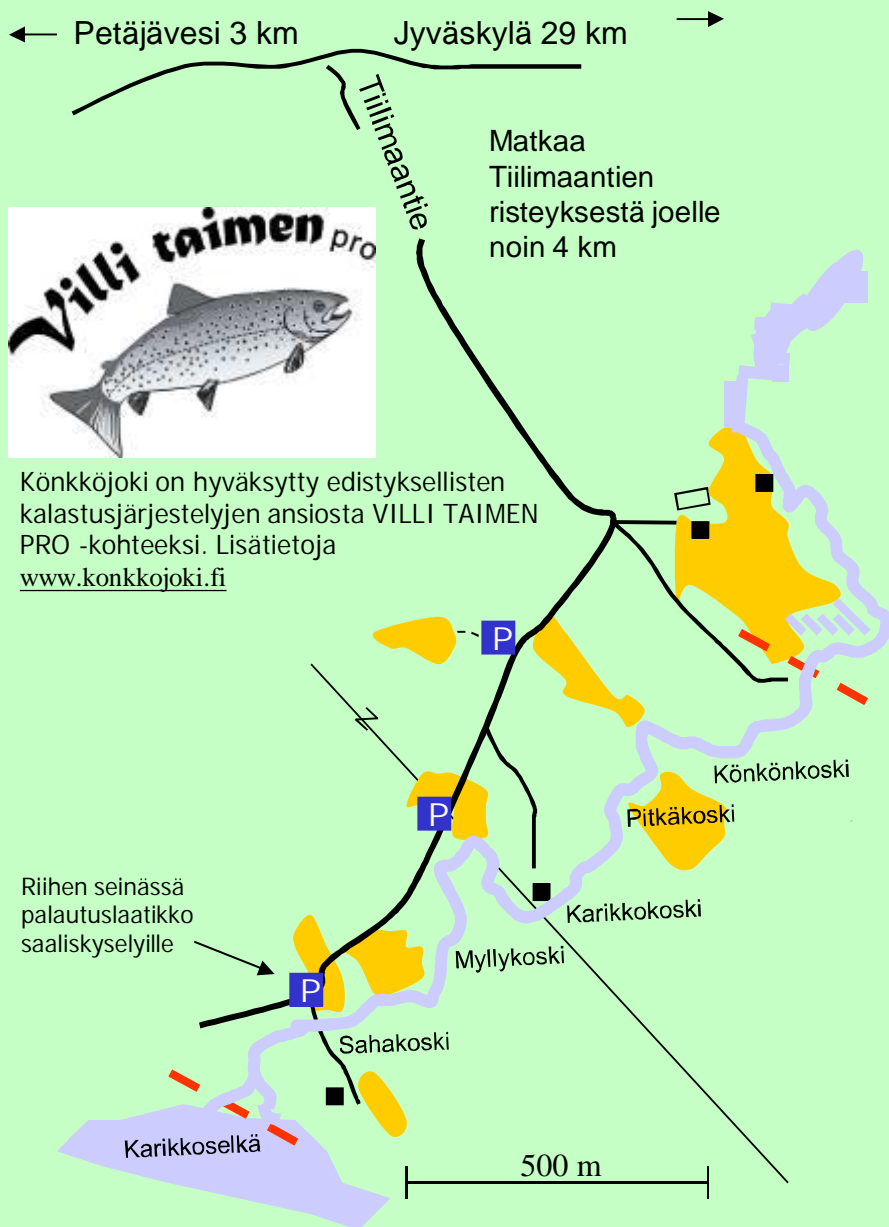 Petäjävesi 3 km
Jyväskylä 29 km
Tiilimaantie
Matkaa
Tiilimaantien
risteyksestä joelle
noin 4 km
Villi taimen pro
Könkköjoki on hyväksytty edistyksellisten
kalastusjärjestelyjen ansiosta VILLI TAIMEN
PRO -kohteeksi. Lisätietoja
www.konkkojoki.fi
P
N
Könkönkoski
P
Pitkäkoski
Riihen seinässä
palautuslaatikko
saaliskyselyille
Karikkokoski
Myllykoski
P
Sahakoski
Karikkoselkä
500 m